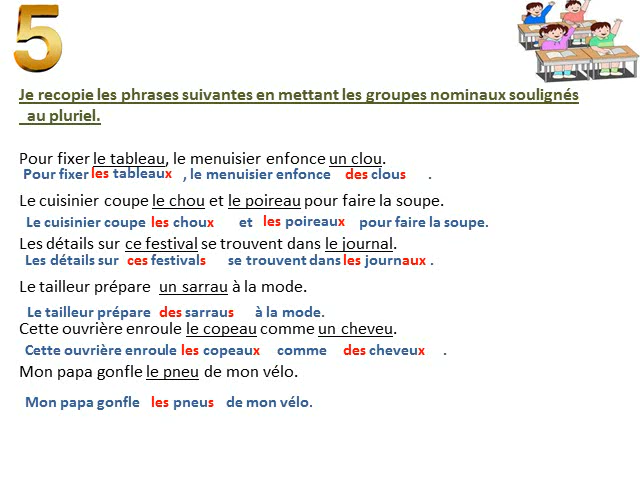 5
Je recopie les phrases suivantes en mettant les groupes nominaux soulignés
au pluriel.
Pour fixer le tableau, le menuisier enfonce un clou.
Pour fixer les tableaux , le menuisier enfonce des clous .
Le cuisinier coupe le chou et le poireau pour faire la soupe.
Le cuisinier coupe les choux et les poireaux pour faire la soupe.
Les détails sur ce festival se trouvent dans le journal.
Les détails sur ces festivals se trouvent dans les journaux .
Le tailleur prépare un sarrau à la mode.
Le tailleur prépare des sarraus à la mode.
Cette ouvrière enroule le copeau comme un cheveu.
Cette ouvrière enroule les copeaux comme des cheveux .
Mon papa gonfle le pneu de mon vélo.
Mon papa gonfle les pneus de mon vélo.